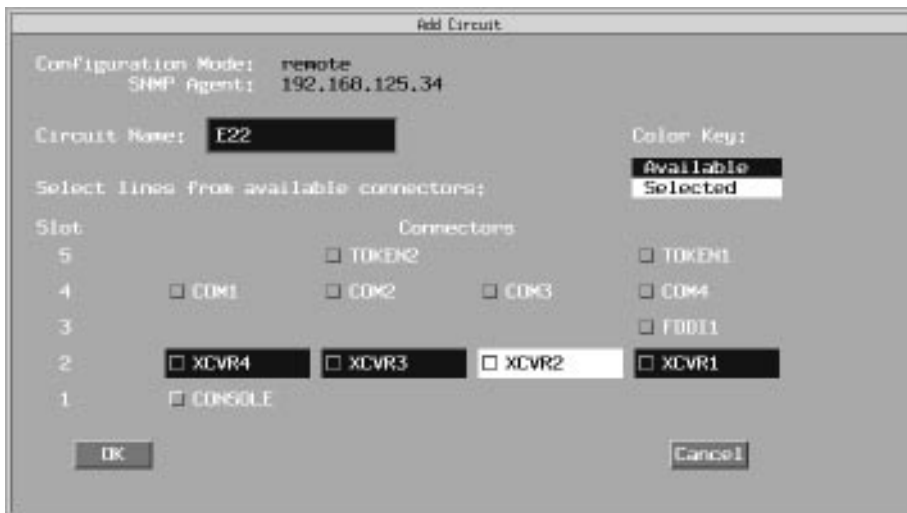 Add Circuit
Configuration Mode: remote
SNMP Agent: 192.168.125.34
Circuit Name: E22
Color Key:
Available
Selected
Select lines from available connectors:
Slot Connectors
5 TOKEN2 TOKEN1
4 COM1 COM2 COM3 COM4
3 FDDI1
2 XCVR4 XCVR3 XCVR2 XCVR1
1 CONSOLE
OK Cancel